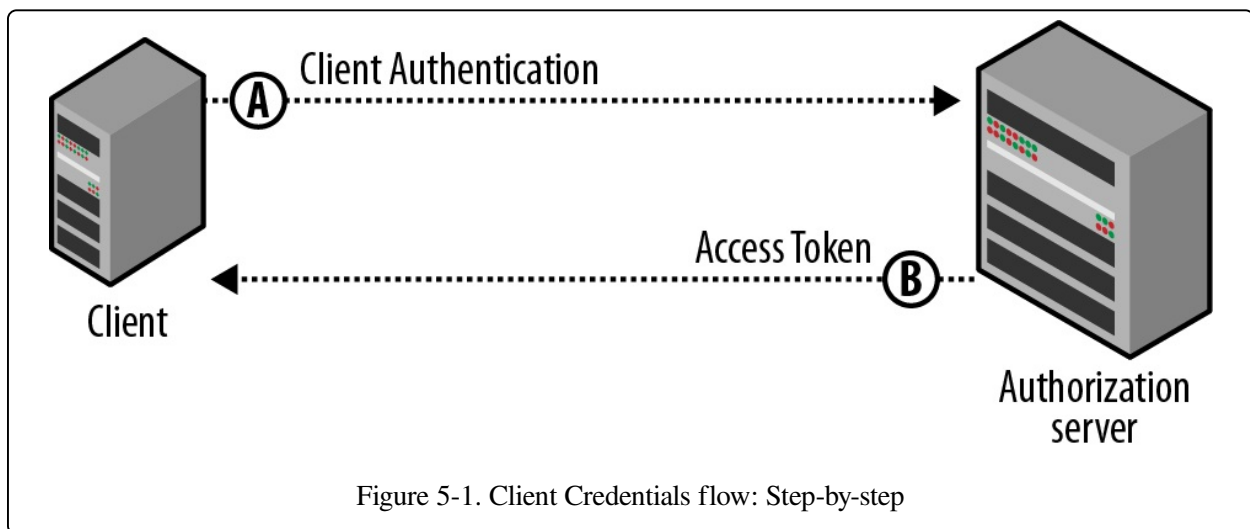 Client Authentication
A
Access Token
B
Client
Authorization
server
Figure 5-1. Client Credentials flow: Step-by-step